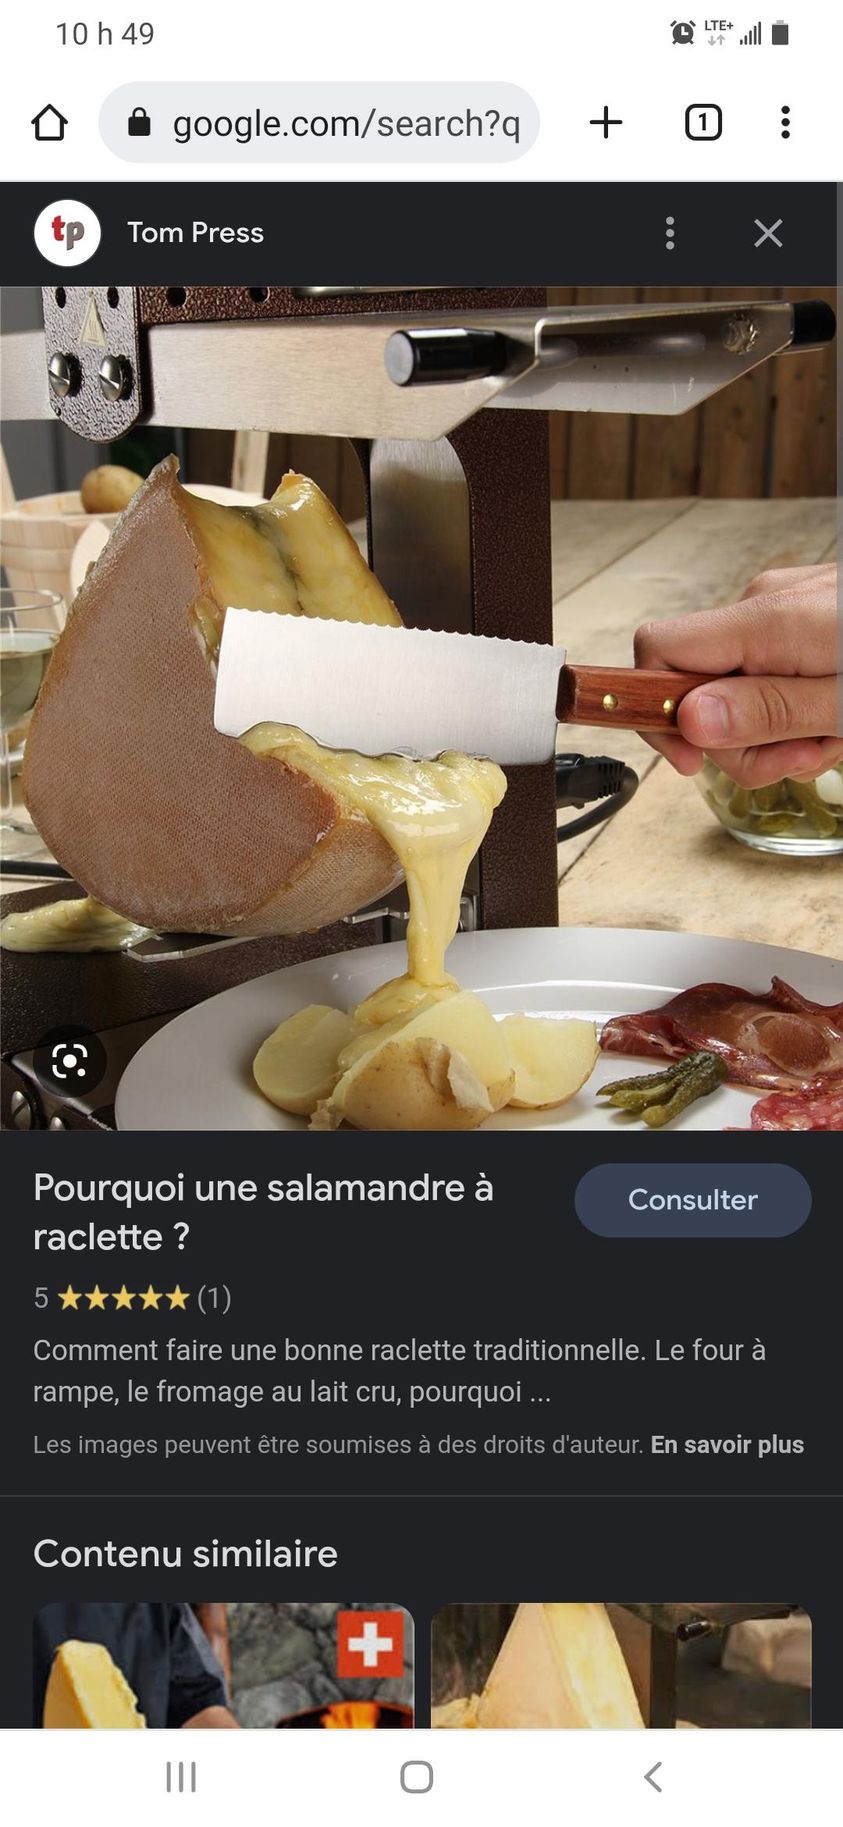 10 h 49
LTE+
google.com/search?q
1
tp
Tom Press
Pourquoi une salamandre à
raclette ?
Consulter
5 ★★★★★ (1)
Comment faire une bonne raclette traditionnelle. Le four à
rampe, le fromage au lait cru, pourquoi ...
Les images peuvent être soumises à des droits d'auteur. En savoir plus
Contenu similaire